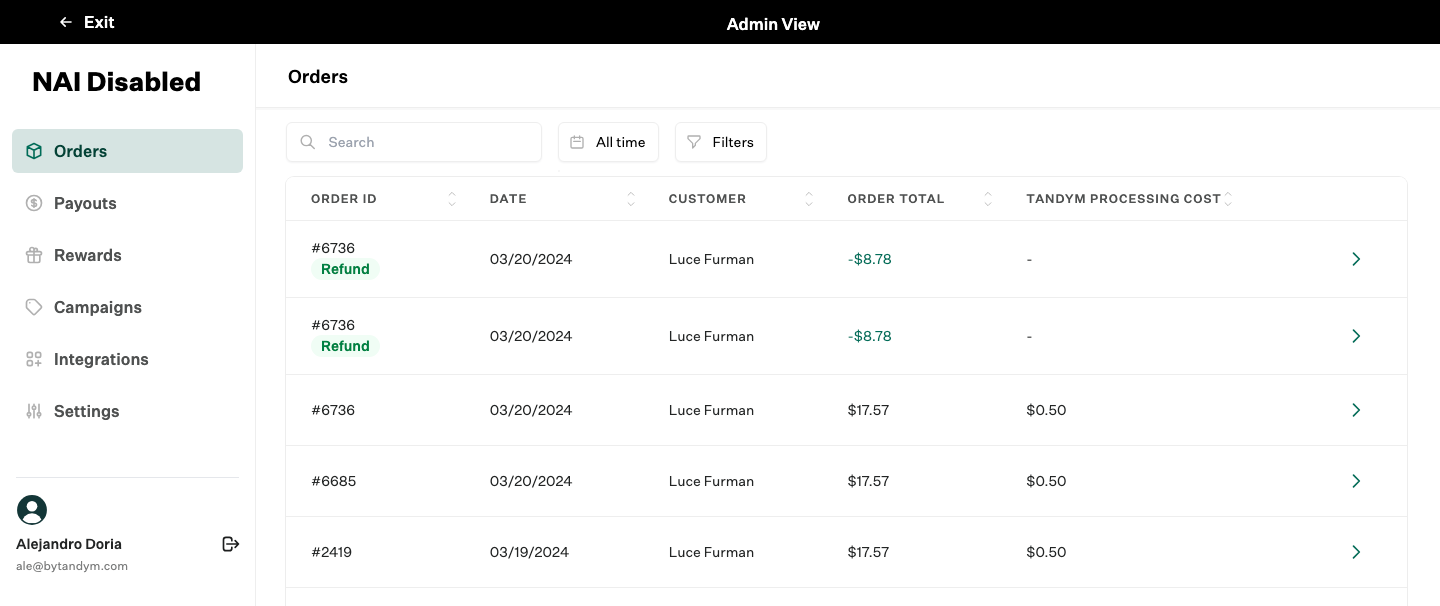 Exit
Admin View
NAI Disabled
Orders
Payouts
Rewards
Campaigns
Integrations
Settings
Alejandro Doria
ale@bytandym.com
Orders
Search
All time
Filters
ORDER ID DATE CUSTOMER ORDER TOTAL TANDYM PROCESSING COST
#6736
Refund
03/20/2024 Luce Furman -$8.78 -
#6736
Refund
03/20/2024 Luce Furman -$8.78 -
#6736 03/20/2024 Luce Furman $17.57 $0.50
#6685 03/20/2024 Luce Furman $17.57 $0.50
#2419 03/19/2024 Luce Furman $17.57 $0.50